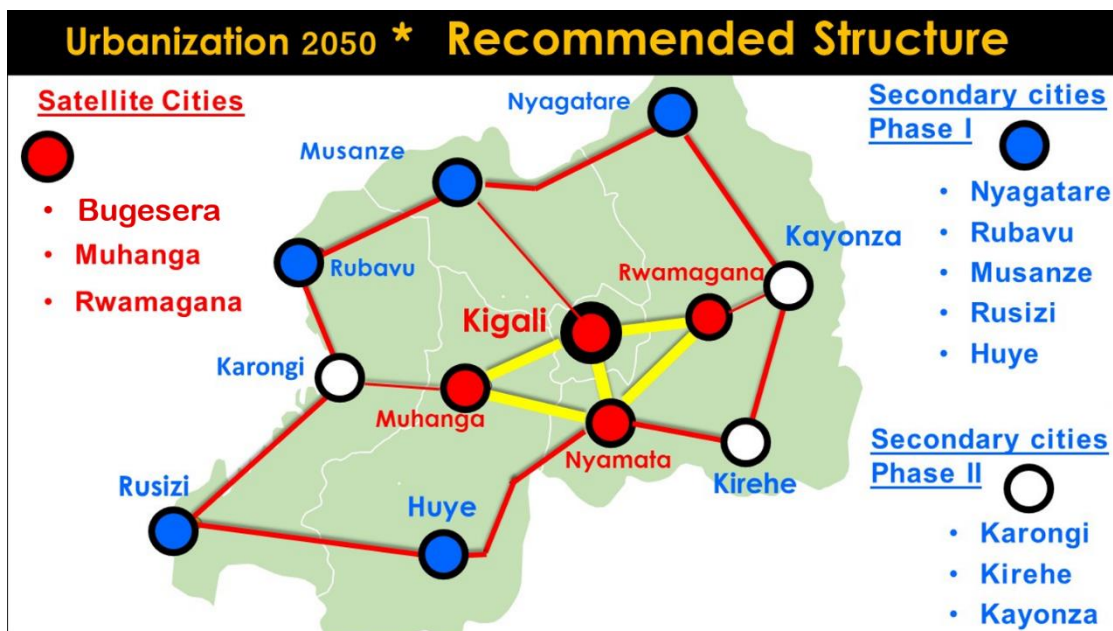 Urbanization 2050 * Recommended Structure
Satellite Cities
• Bugesera
• Muhanga
• Rwamagana
Nyagatare
Musanze
Rubavu
Kayonza
Rwamagana
Kigali
Karongi
Muhanga
Nyamata
Kirehe
Rusizi
Huye
Secondary cities
Phase I
• Nyagatare
• Rubavu
• Musanze
• Rusizi
• Huye
Secondary cities
Phase II
• Karongi
• Kirehe
• Kayonza